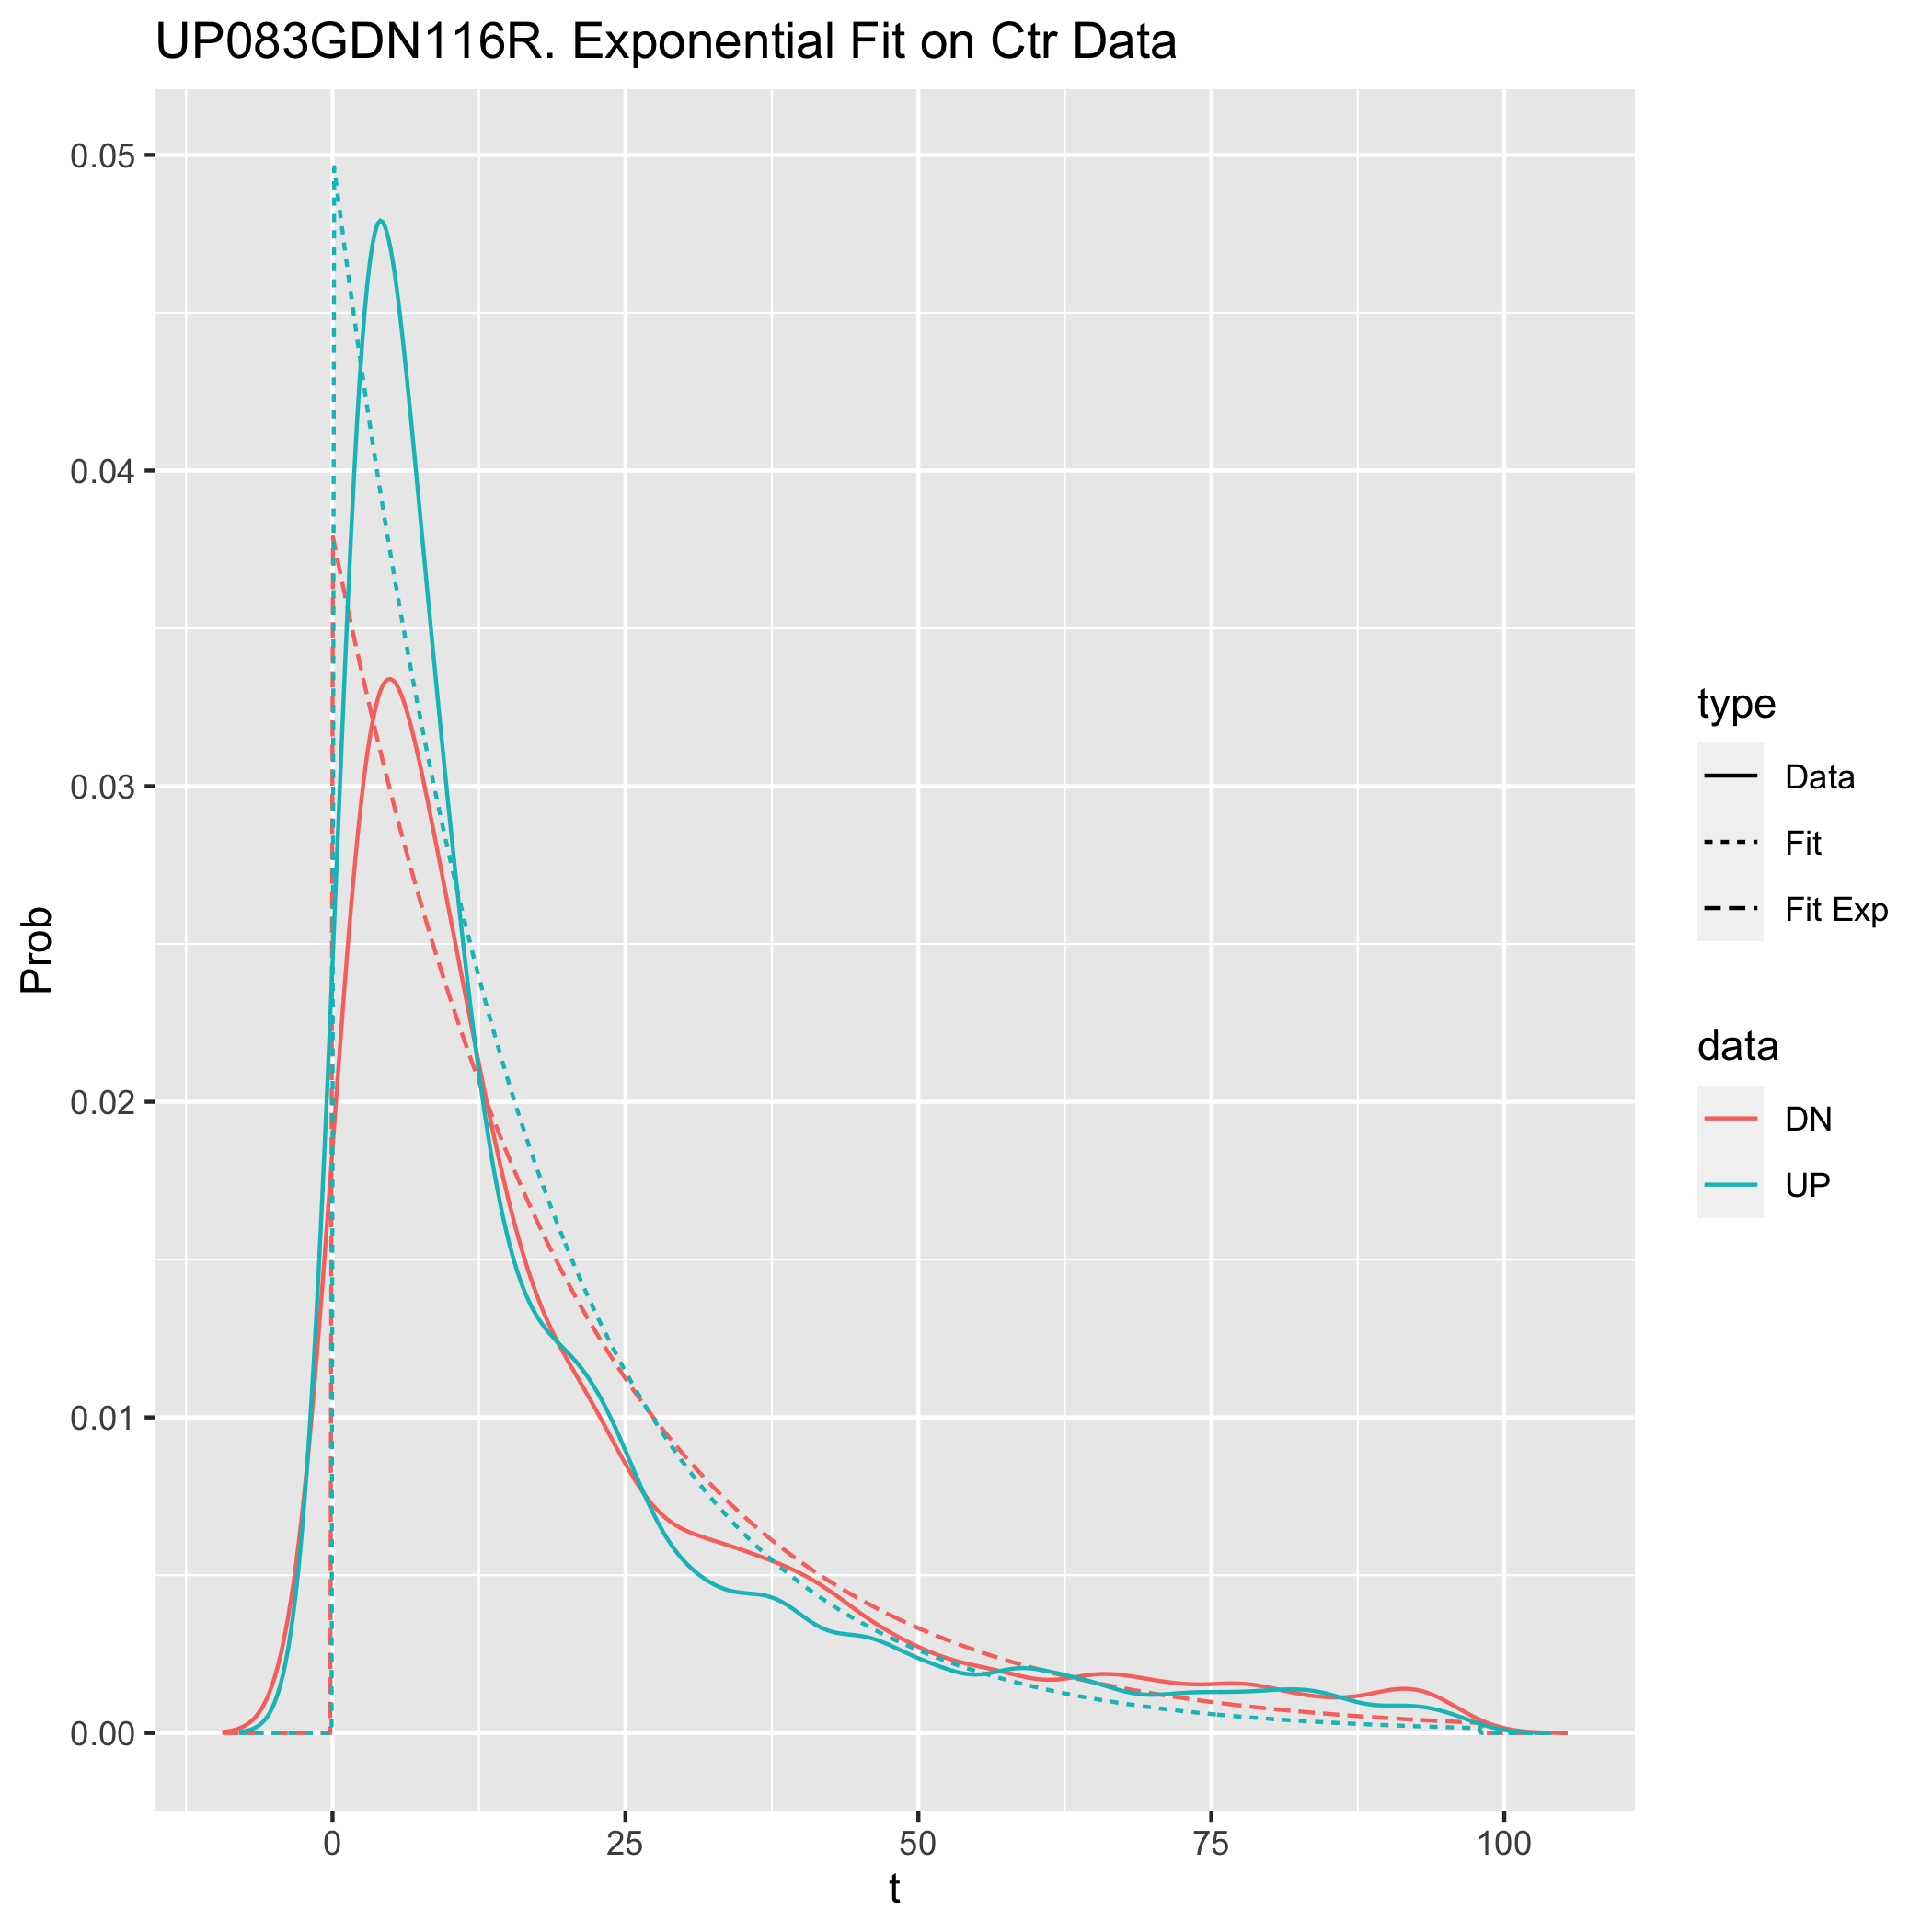 UP083GDN116R. Exponential Fit on Ctr Data
0.05
0.04
0.03
0.02
0.01
0.00
Prob
0
25
50
75
100
t
type
Data
Fit
Fit Exp
data
DN
UP